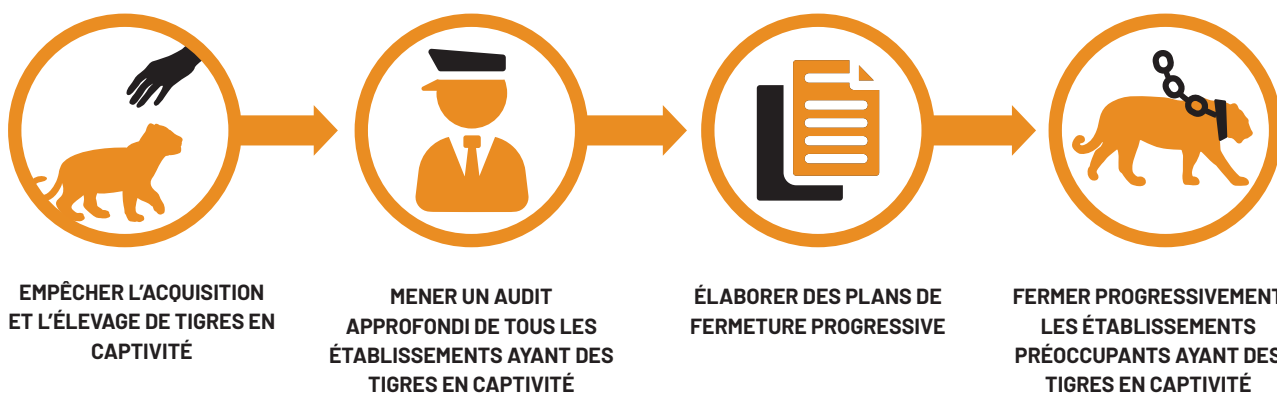 EMPÊCHER L'ACQUISITION
ET L'ÉLEVAGE DE TIGRES EN
CAPTIVITÉ
MENER UN AUDIT
APPROFONDI DE TOUS LES
ÉTABLISSEMENTS AYANT DES
TIGRES EN CAPTIVITÉ
ÉLABORER DES PLANS DE
FERMETURE PROGRESSIVE
FERMER PROGRESSIVEMENT
LES ÉTABLISSEMENTS
PRÉOCCUPANTS AYANT DES
TIGRES EN CAPTIVITÉ